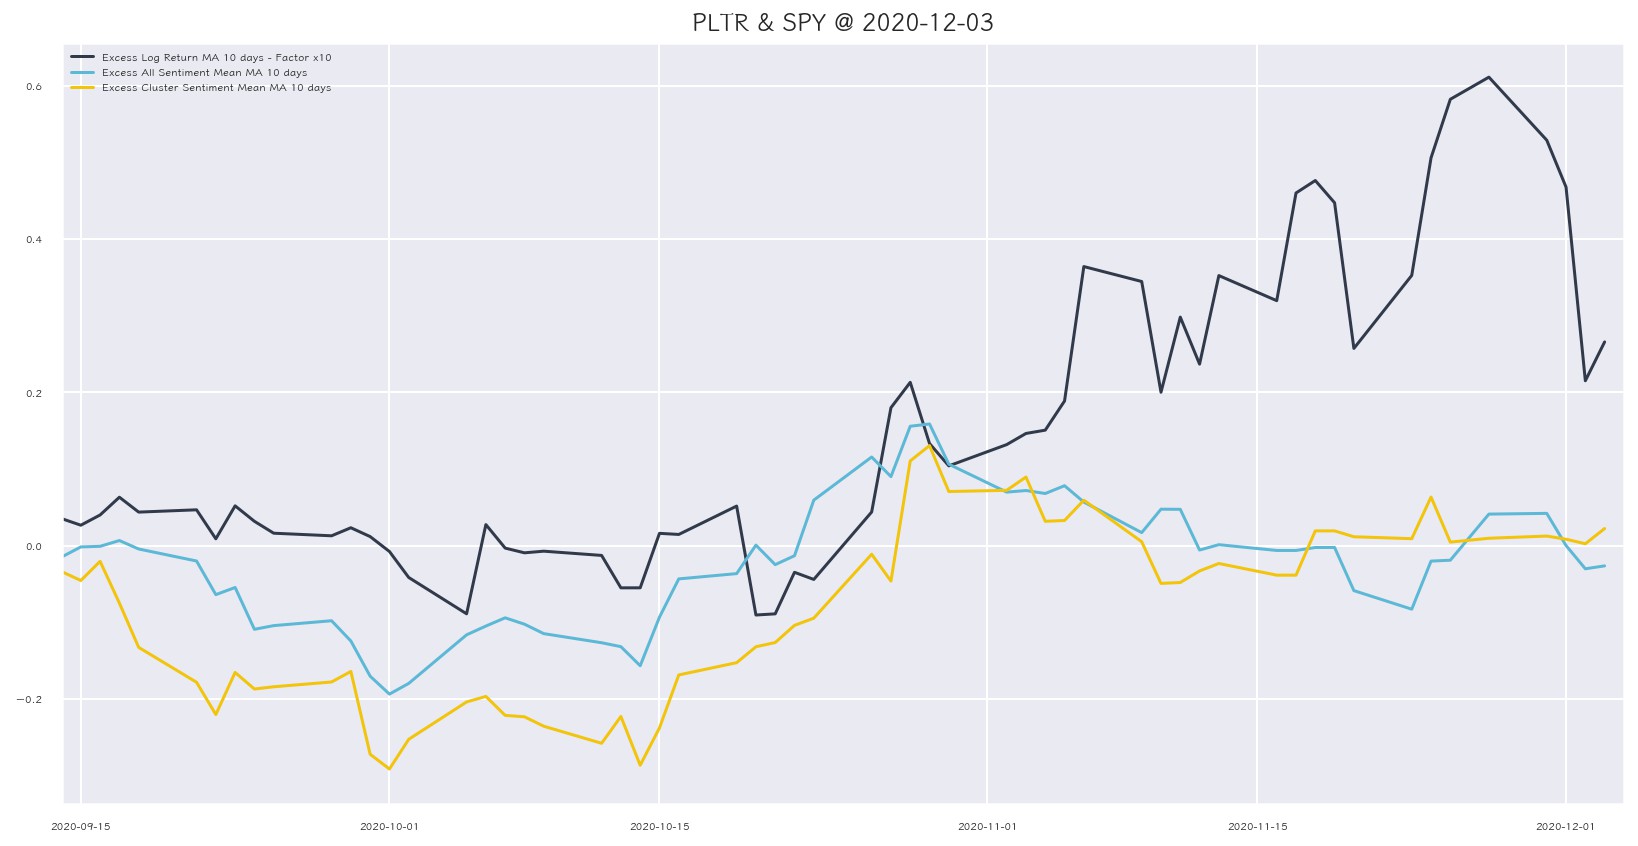 PLTR & SPY @ 2020-12-03
Excess Log Return MA 10 days - Factor x10
Excess All Sentiment Mean MA 10 days
Excess Cluster Sentiment Mean MA 10 days
0.6
0.4
0.2
0.0
−0.2
2020-09-15 2020-10-01 2020-10-15 2020-11-01 2020-11-15 2020-12-01